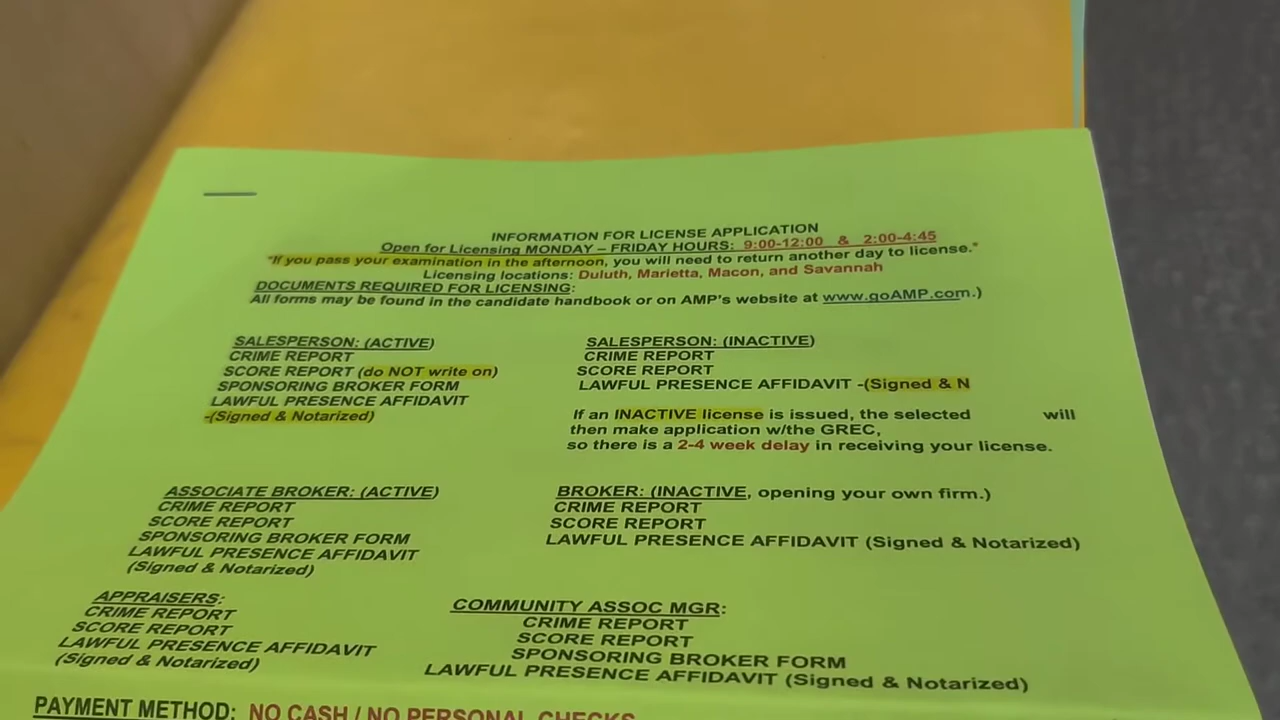 INFORMATION FOR LICENSE APPLICATION
Open for Licensing MONDAY – FRIDAY HOURS: 9:00-12:00 & 2:00-4:45
"If you pass your examination in the afternoon, you will need to return another day to license."
Licensing locations: Duluth, Marietta, Macon, and Savannah
DOCUMENTS REQUIRED FOR LICENSING:
All forms may be found in the candidate handbook or on AMP's website at www.goAMP.com.)
SALESPERSON: (ACTIVE)
CRIME REPORT
SCORE REPORT (do NOT write on)
SPONSORING BROKER FORM
LAWFUL PRESENCE AFFIDAVIT
-(Signed & Notarized)
SALESPERSON: (INACTIVE)
CRIME REPORT
SCORE REPORT
LAWFUL PRESENCE AFFIDAVIT -(Signed & N
If an INACTIVE license is issued, the selected will
then make application w/the GREC,
so there is a 2-4 week delay in receiving your license.
ASSOCIATE BROKER: (ACTIVE)
CRIME REPORT
SCORE REPORT
SPONSORING BROKER FORM
LAWFUL PRESENCE AFFIDAVIT
(Signed & Notarized)
BROKER: (INACTIVE, opening your own firm.)
CRIME REPORT
SCORE REPORT
LAWFUL PRESENCE AFFIDAVIT (Signed & Notarized)
APPRAISERS:
CRIME REPORT
SCORE REPORT
LAWFUL PRESENCE AFFIDAVIT
(Signed & Notarized)
COMMUNITY ASSOC MGR:
CRIME REPORT
SCORE REPORT
SPONSORING BROKER FORM
LAWFUL PRESENCE AFFIDAVIT (Signed & Notarized)
PAYMENT METHOD: NO CASH / NO PERSONAL CHECKS